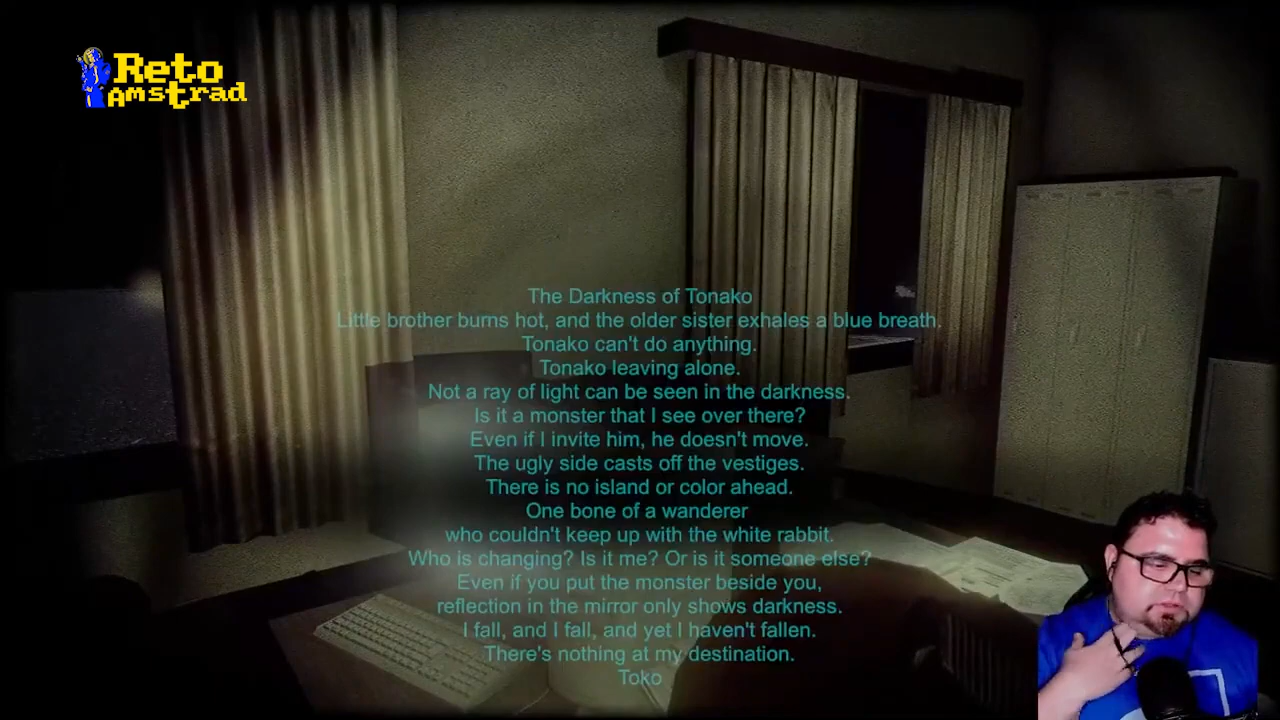 Reto
Amstrad
The Darkness of Tonako
Little brother burns hot, and the older sister exhales a blue breath.
Tonako can't do anything.
Tonako leaving alone.
Not a ray of light can be seen in the darkness.
Is it a monster that I see over there?
Even if I invite him, he doesn't move.
The ugly side casts off the vestiges.
There is no island or color ahead.
One bone of a wanderer
who couldn't keep up with the white rabbit.
Who is changing? Is it me? Or is it someone else?
Even if you put the monster beside you,
reflection in the mirror only shows darkness.
I fall, and I fall, and yet I haven't fallen.
There's nothing at my destination.
Toko